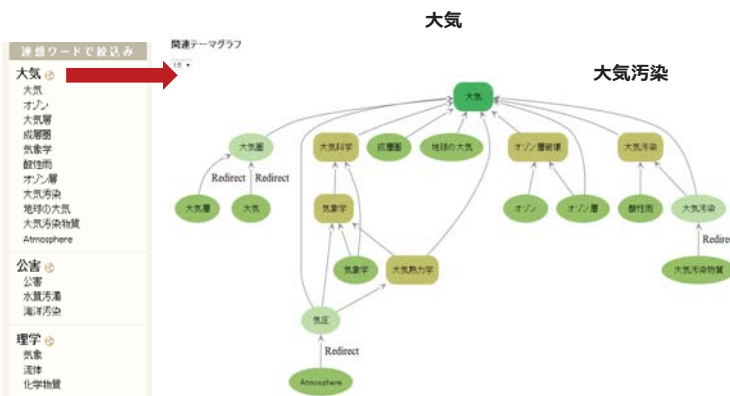 大気
連想ワードで絞込み
大気
大気
オゾン
大気層
成層圏
気象学
酸性雨
オゾン層
大気汚染
地球の大気
大気汚染物質
Atmosphere
公害
公害
水質汚濁
海洋汚染
理学
気象
流体
化学物質
関連テーマグラフ
15
大気汚染
大気
大気圏
大気科学
成層圏
地球の大気
オゾン層破壊
大気汚染
Redirect Redirect
大気層
大気
気象学
オゾン
オゾン層
酸性雨
大気汚染
Redire
気象学
大気熱力学
大気汚染物質
気圧
Redirect
Atmosphere